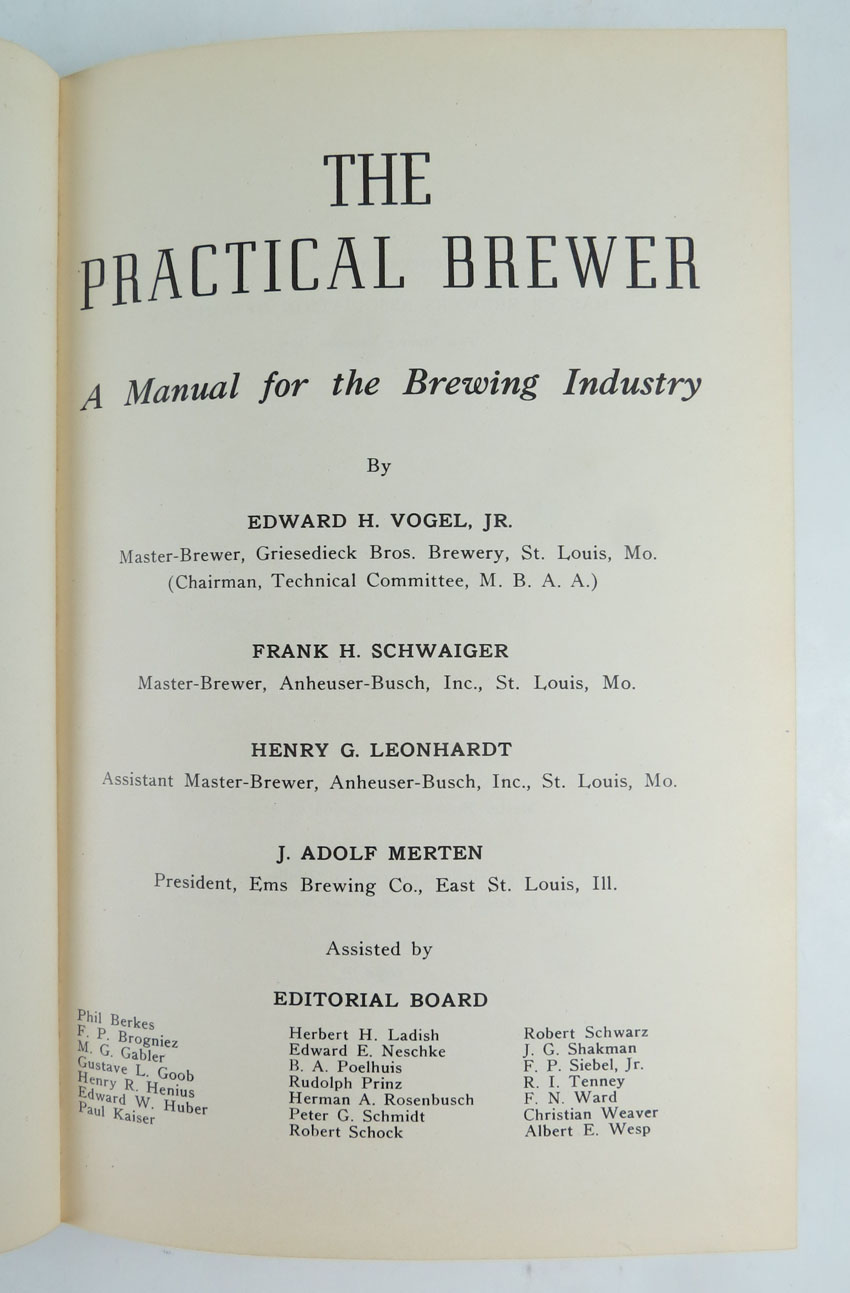 THE
PRACTICAL BREWER
A Manual for the Brewing Industry
By
EDWARD H. VOGEL, JR.
Master-Brewer, Griesedieck Bros. Brewery, St. Louis, Mo.
(Chairman, Technical Committee, M. B. A. A.)
FRANK H. SCHWAIGER
Master-Brewer, Anheuser-Busch, Inc., St. Louis, Mo.
HENRY G. LEONHARDT
Assistant Master-Brewer, Anheuser-Busch, Inc., St. Louis, Mo.
J. ADOLF MERTEN
President, Ems Brewing Co., East St. Louis, Ill.
Assisted by
EDITORIAL BOARD
Phil Berkes
F. P. Brogniez
M. G. Gabler
Gustave L. Goob
Henry R. Henius
Edward W. Huber
Paul Kaiser
Herbert H. Ladish
Edward E. Neschke
B. A. Poelhuis
Rudolph Prinz
Herman A. Rosenbusch
Peter G. Schmidt
Robert Schock
Robert Schwarz
J. G. Shakman
F. P. Siebel, Jr.
R. I. Tenney
F. N. Ward
Christian Weaver
Albert E. Wesp